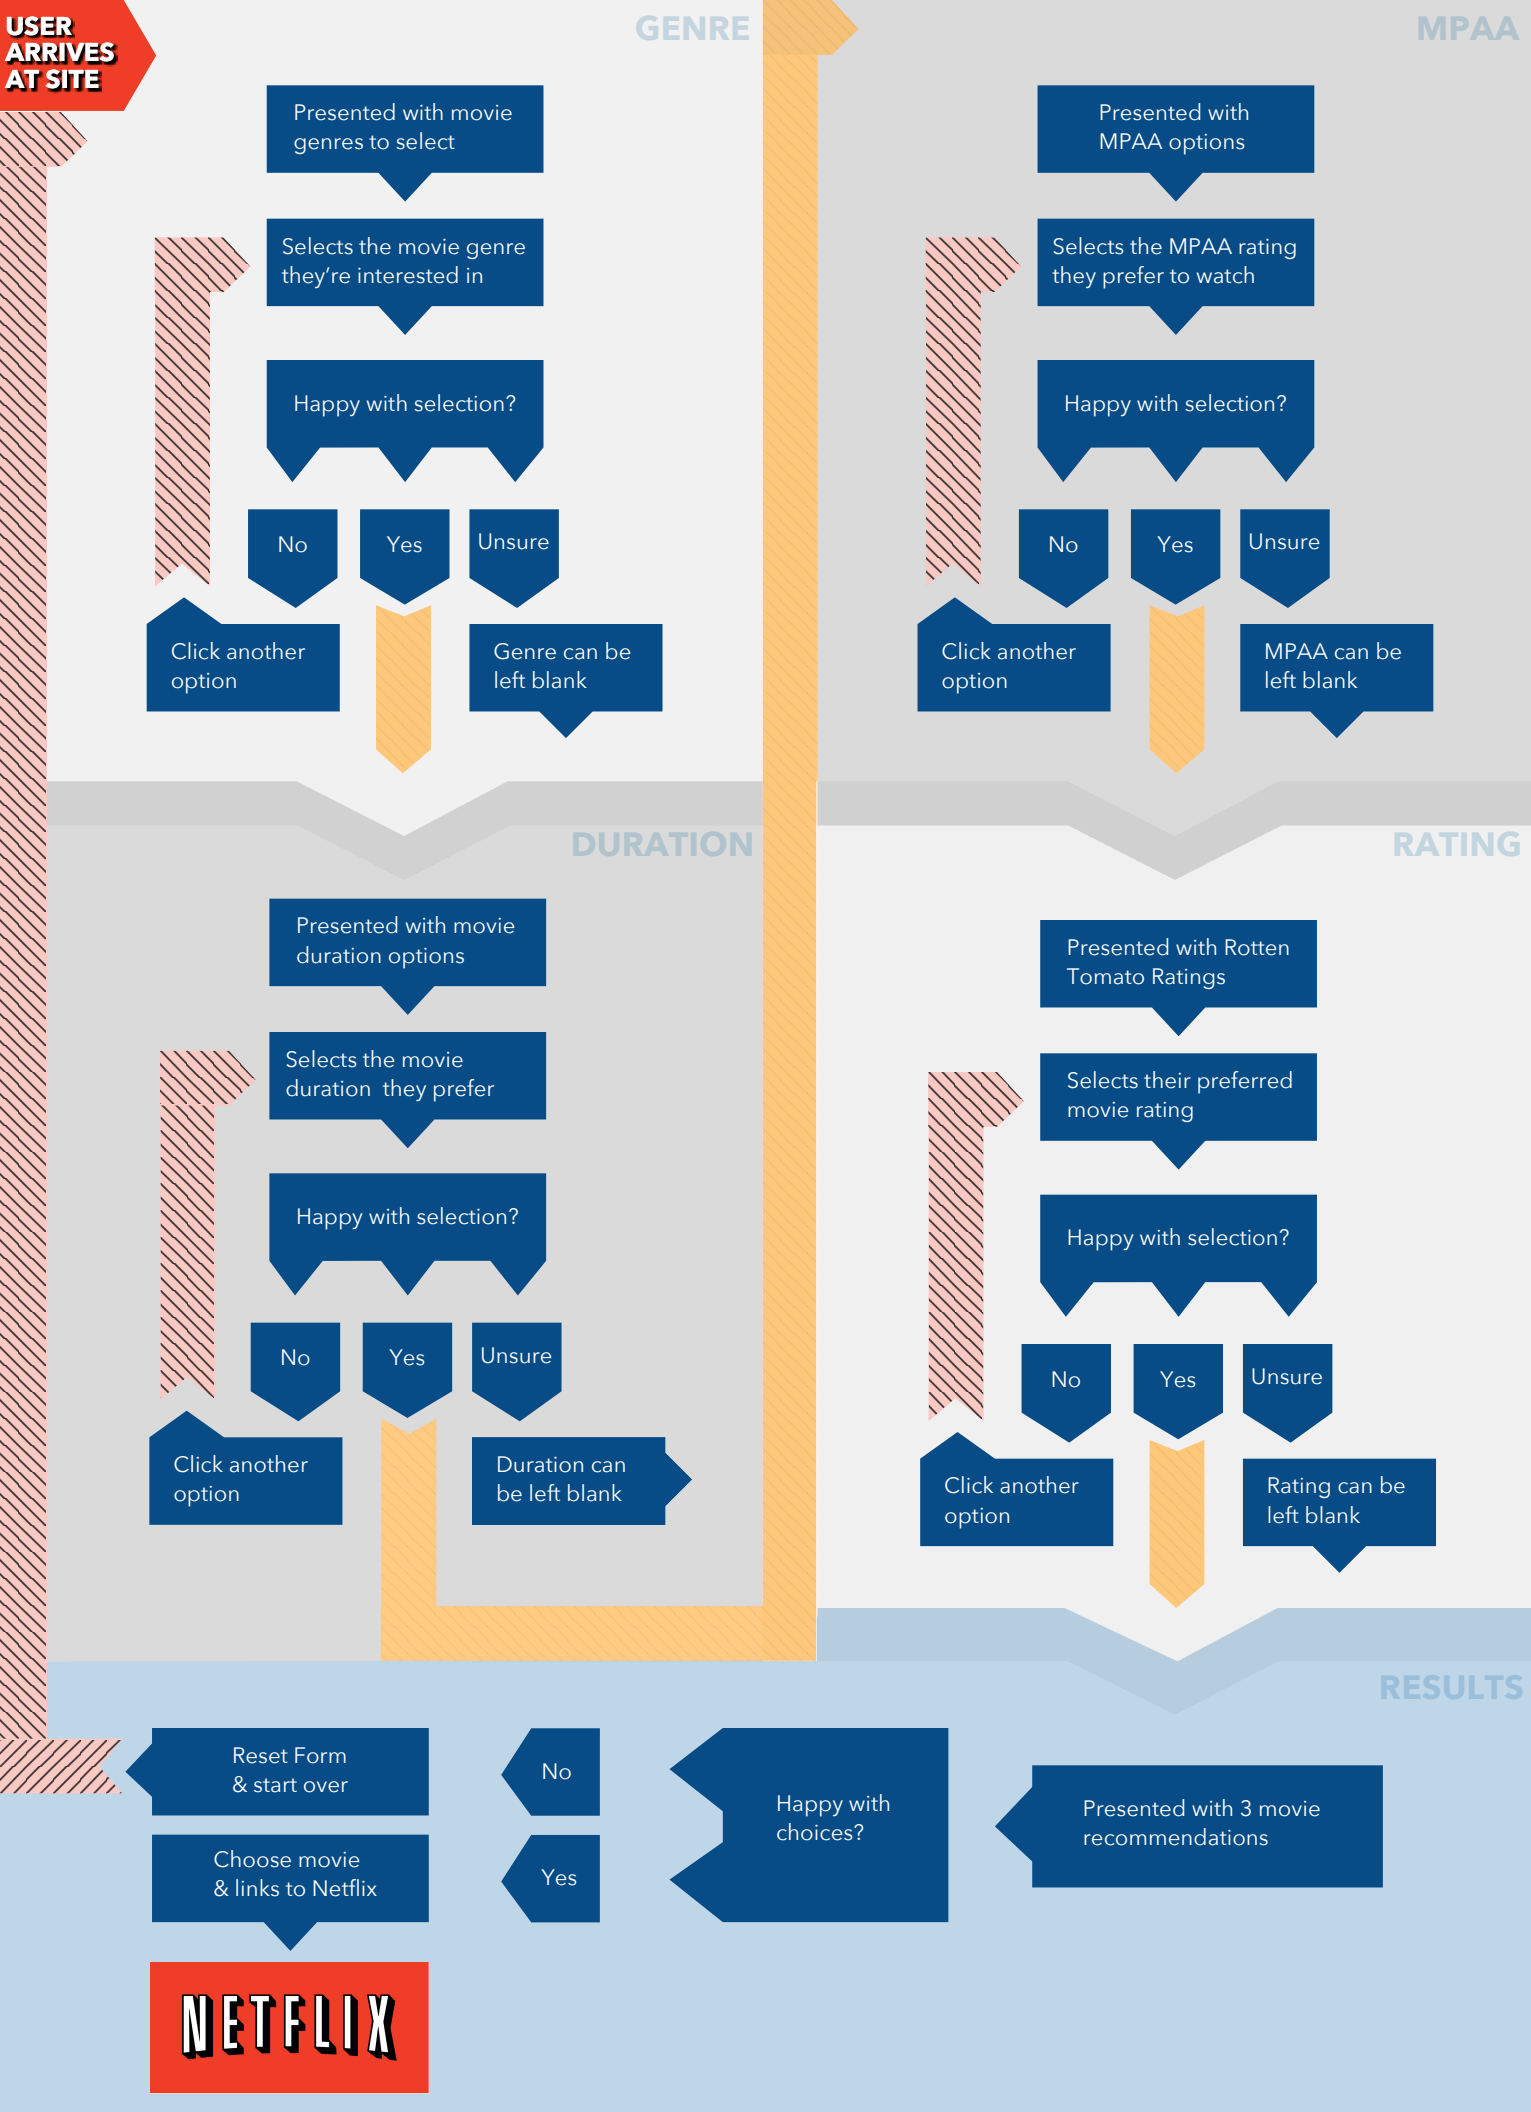 USER
ARRIVES
AT SITE
GENRE
Presented with movie
genres to select
Selects the movie genre
they're interested in
Happy with selection?
No
Yes
Unsure
Click another
option
Genre can be
left blank
DURATION
Presented with movie
duration options
Selects the movie
duration they prefer
Happy with selection?
No
Yes
Unsure
Click another
option
Duration can
be left blank
MPAA
Presented with
MPAA options
Selects the MPAA rating
they prefer to watch
Happy with selection?
No
Yes
Unsure
Click another
option
MPAA can be
left blank
RATING
Presented with Rotten
Tomato Ratings
Selects their preferred
movie rating
Happy with selection?
No
Yes
Unsure
Click another
option
Rating can be
left blank
RESULTS
Presented with 3 movie
recommendations
Happy with
choices?
No
Reset Form
& start over
Yes
Choose movie
& links to Netflix
NETFLIX